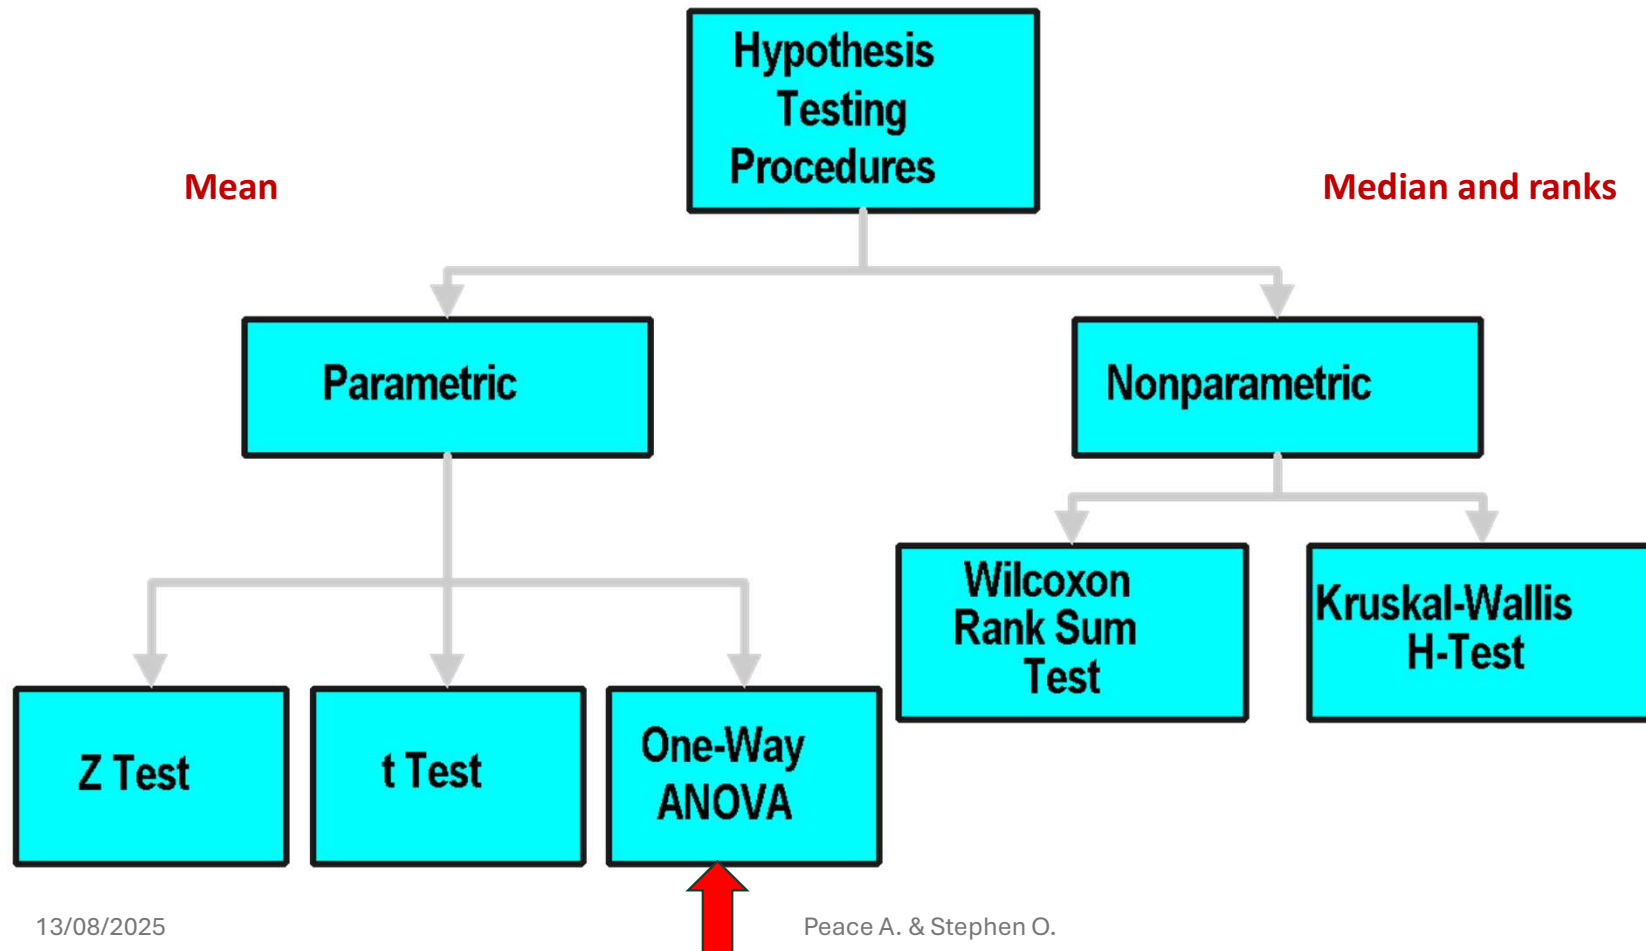 Hypothesis
Testing
Procedures
Mean
Median and ranks
Parametric
Nonparametric
Wilcoxon
Rank Sum
Test
Kruskal-Wallis
H-Test
Z Test
t Test
One-Way
ANOVA
13/08/2025
Peace A. & Stephen O.